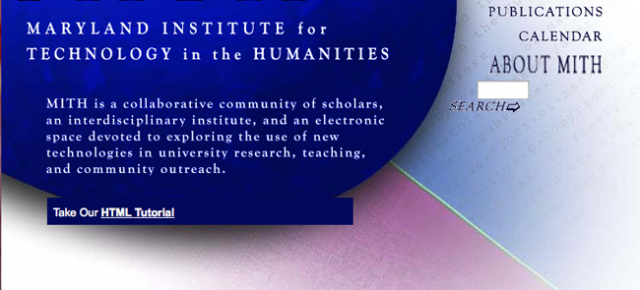 MARYLAND INSTITUTE for
TECHNOLOGY in the HUMANITIES
MITH is a collaborative community of scholars,
an interdisciplinary institute, and an electronic
space devoted to exploring the use of new
technologies in university research, teaching,
and community outreach.
Take Our HTML Tutorial
PUBLICATIONS
CALENDAR
ABOUT MITH
SEARCH